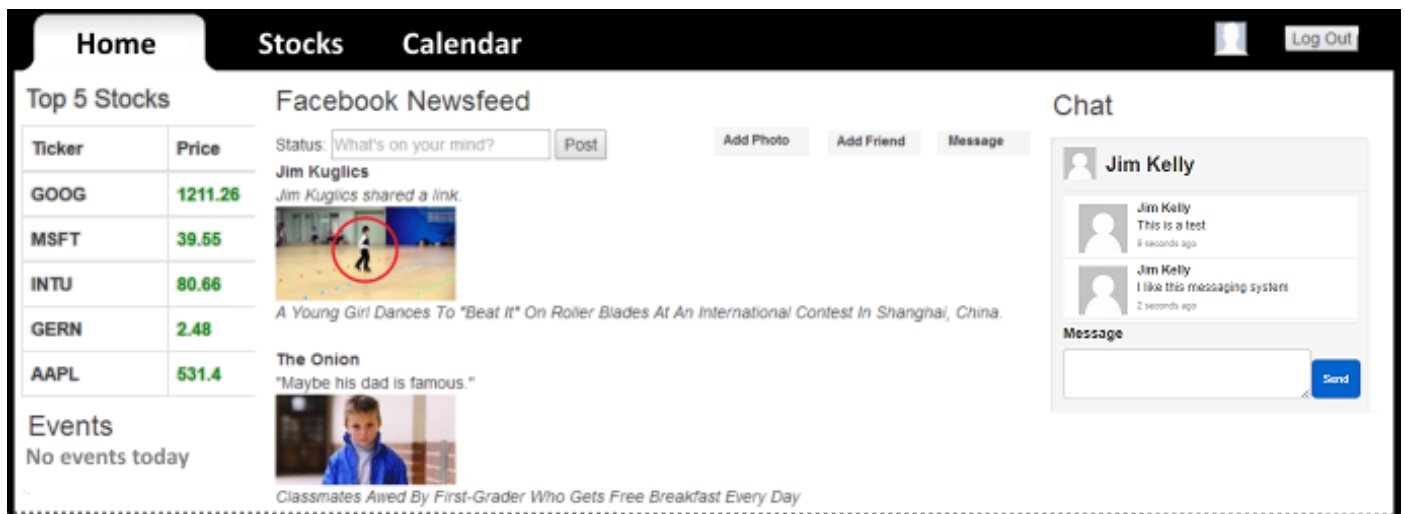 Home Stocks Calendar Log Out
Top 5 Stocks
Ticker Price
GOOG 1211.26
MSFT 39.55
INTU 80.66
GERN 2.48
AAPL 531.4
Events
No events today
Facebook Newsfeed
Status: What's on your mind? Post Add Photo Add Friend Message
Jim Kuglics
Jim Kuglics shared a link.
A Young Girl Dances To "Beat It" On Roller Blades At An International Contest In Shanghai, China.
The Onion
"Maybe his dad is famous."
Classmates Awed By First-Grader Who Gets Free Breakfast Every Day
Chat
Jim Kelly
Jim Kelly
This is a test
9 seconds ago
Jim Kelly
I like this messaging system
2 seconds ago
Message
Send